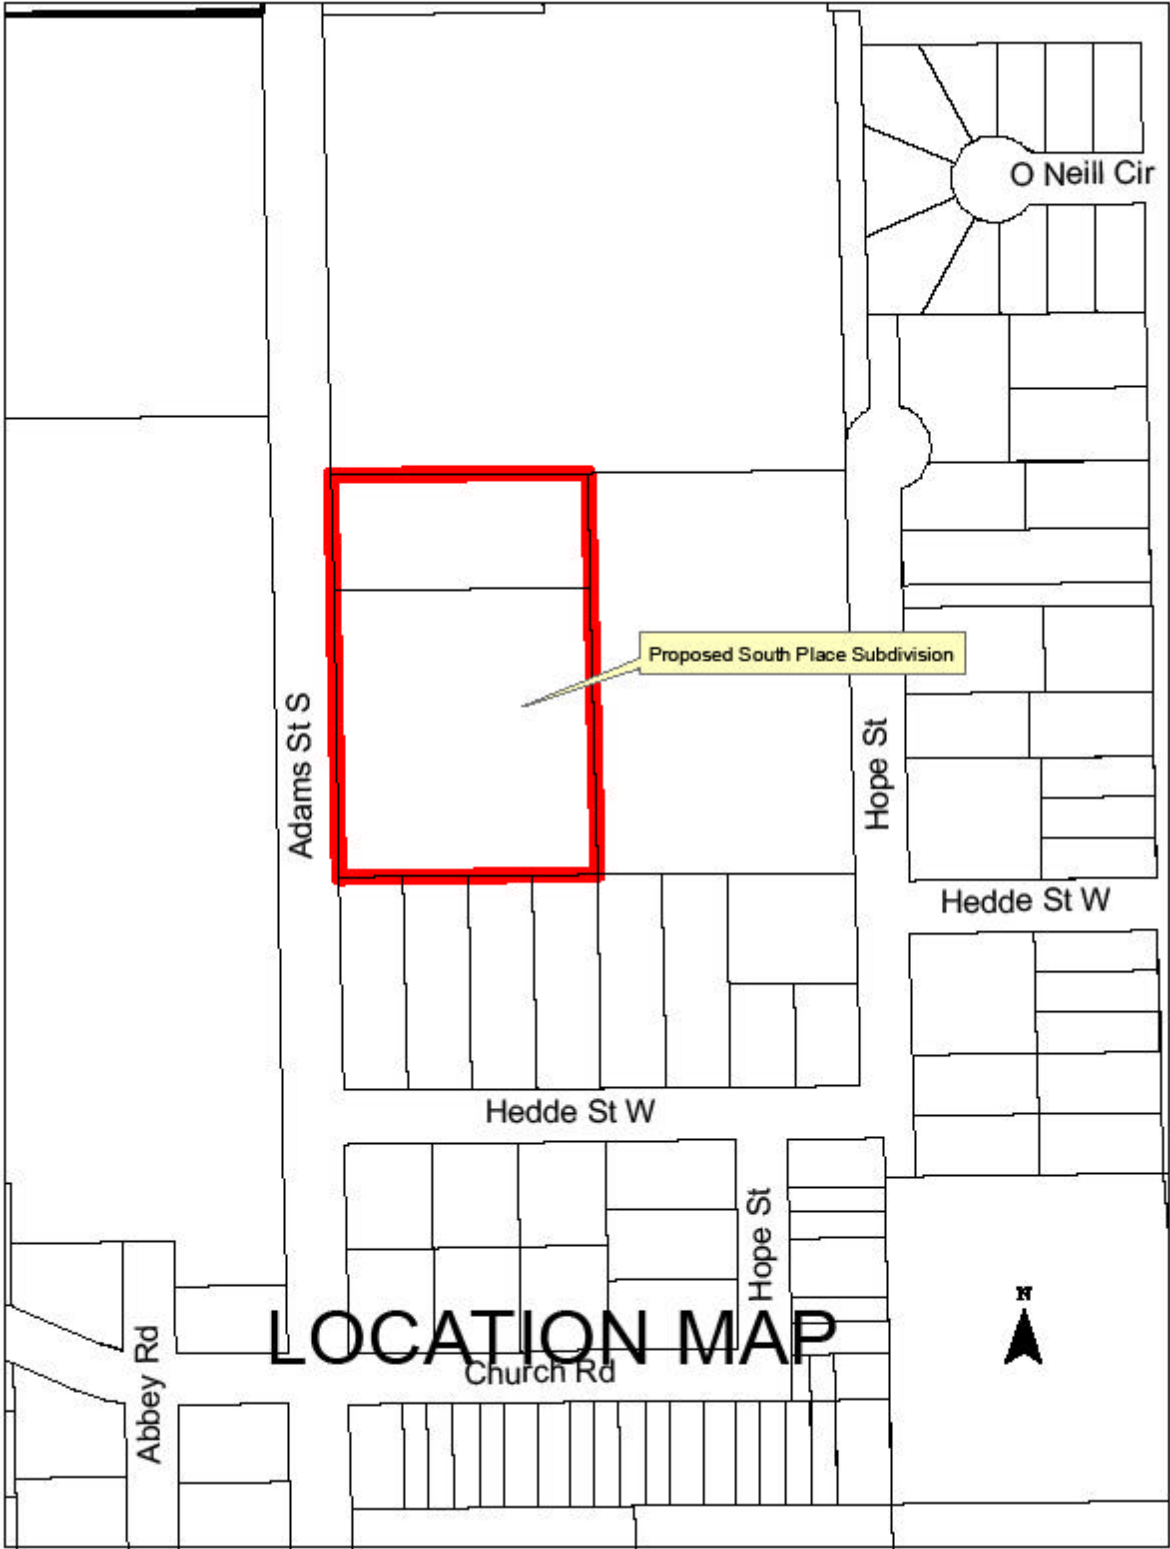 O Neill Cir
Proposed South Place Subdivision
Adams St S
Hope St
Hedde St W
Hedde St W
Hope St
N
LOCATION MAP
Church Rd
Abbey Rd